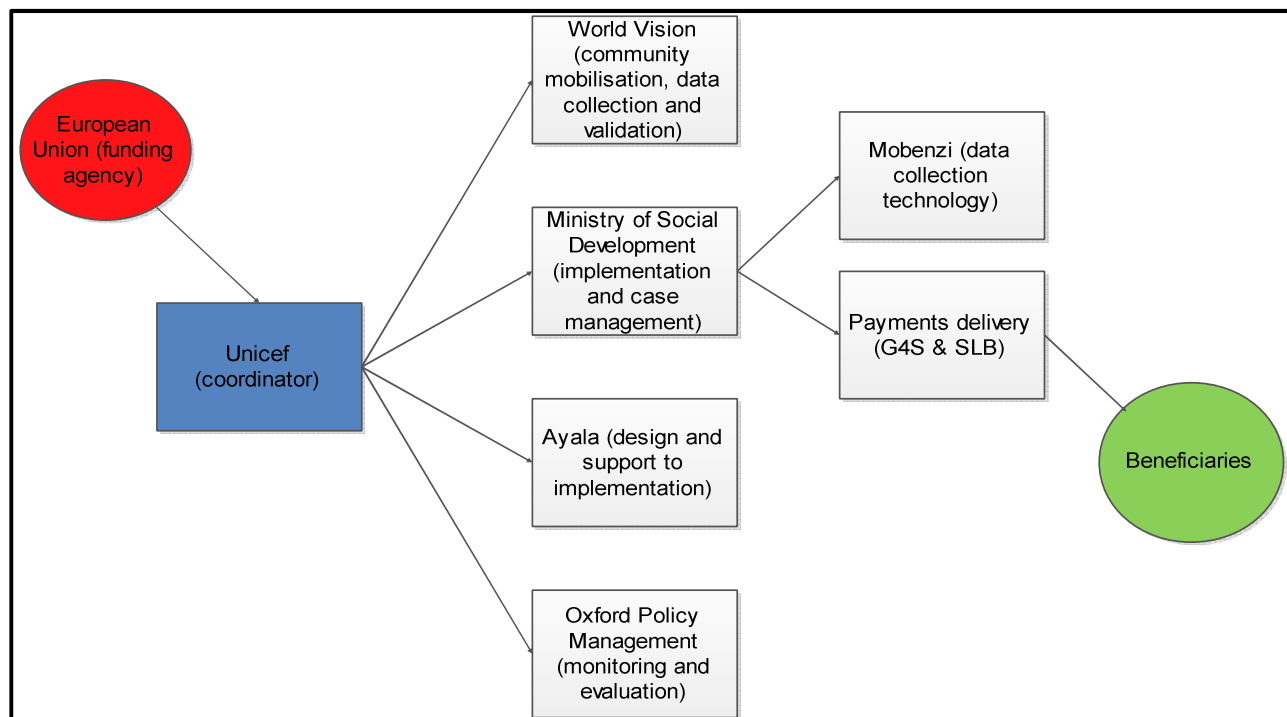 European
Union (funding
agency)
Unicef
(coordinator)
World Vision
(community
mobilisation, data
collection and
validation)
Ministry of Social
Development
(implementation
and case
management)
Ayala (design and
support to
implementation)
Oxford Policy
Management
(monitoring and
evaluation)
Mobenzi (data
collection
technology)
Payments delivery
(G4S & SLB)
Beneficiaries